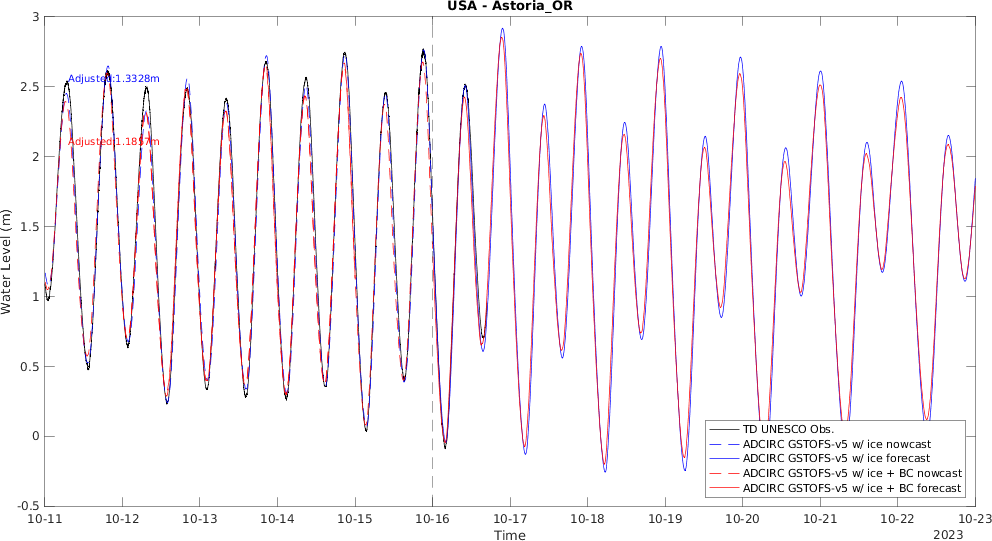 USA - Astoria_OR
3
2.5
2
1.5
1
0.5
0
-0.5
Water Level (m)
Adjusted:1.3328m
Adjusted:1.1897m
TD UNESCO Obs.
ADCIRC GSTOFS-v5 w/ ice nowcast
ADCIRC GSTOFS-v5 w/ ice forecast
ADCIRC GSTOFS-v5 w/ ice + BC nowcast
ADCIRC GSTOFS-v5 w/ ice + BC forecast
10-11 10-12 10-13 10-14 10-15 10-16 10-17 10-18 10-19 10-20 10-21 10-22 10-23
Time
2023